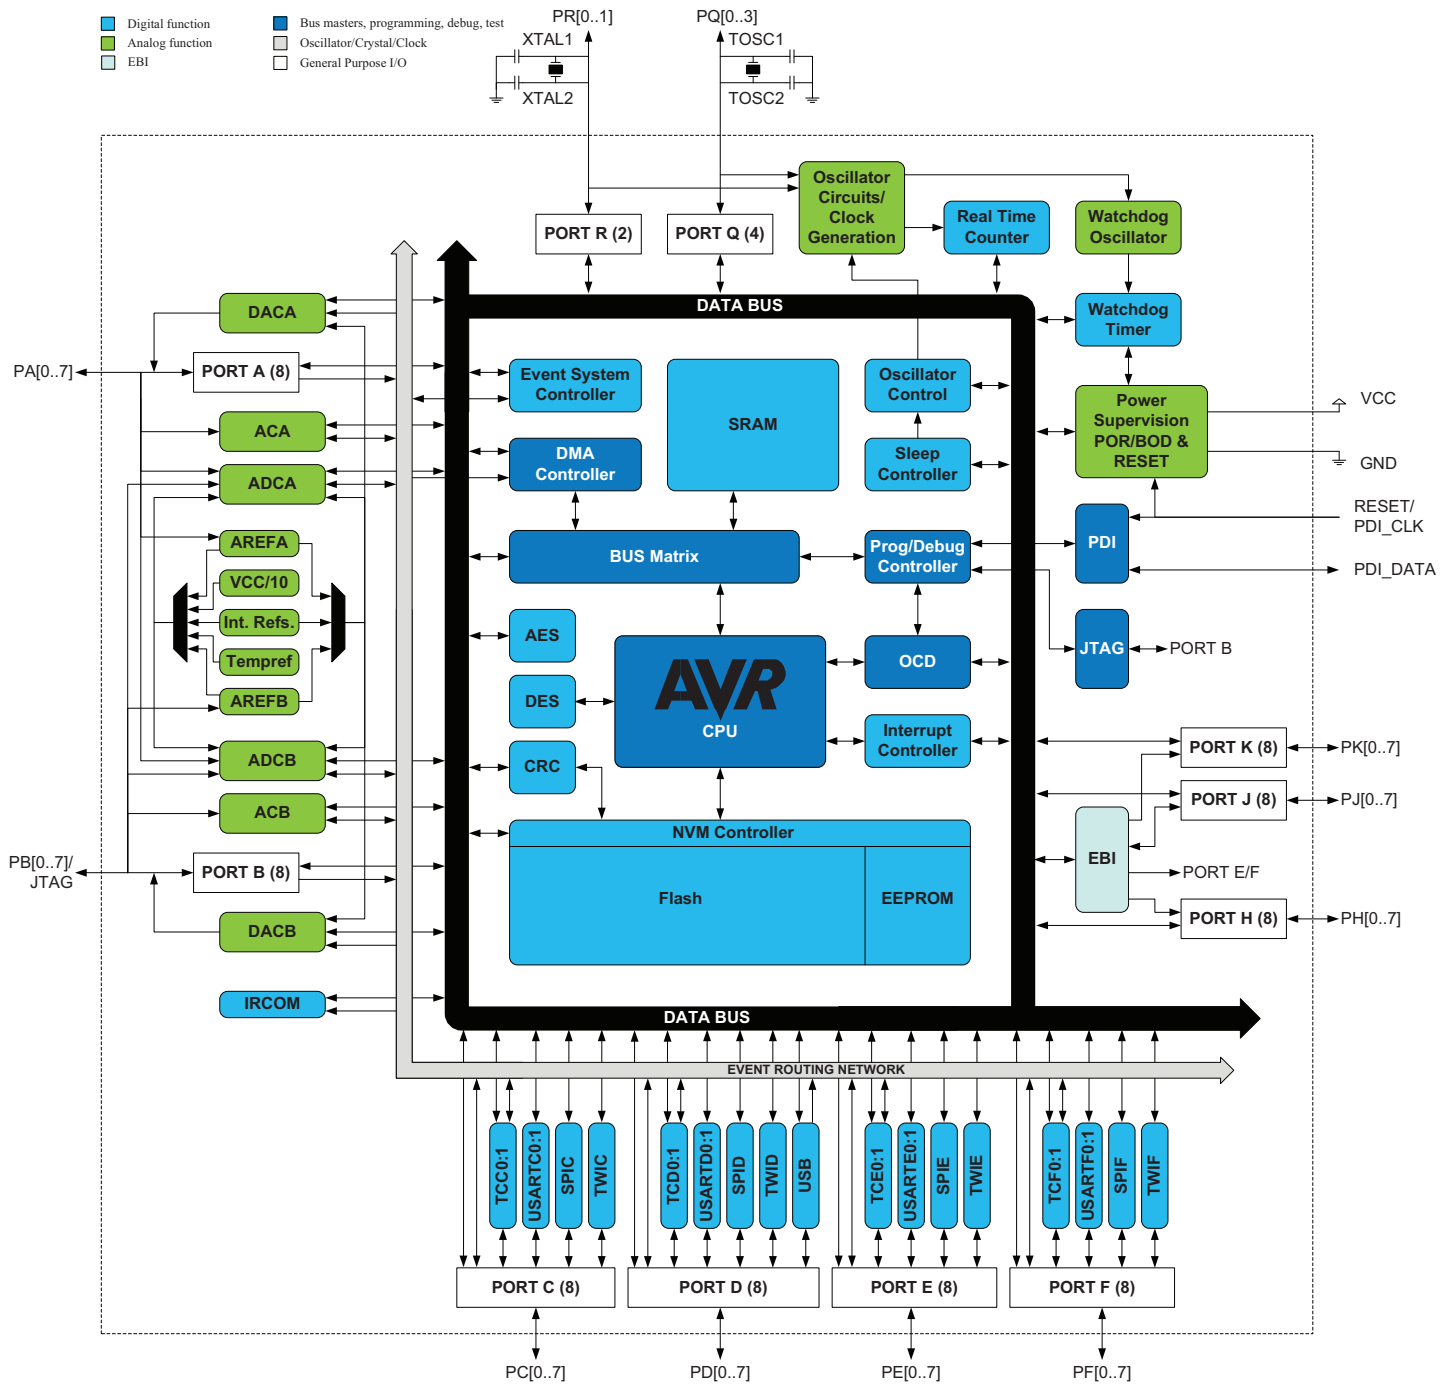 Digital function
Analog function
EBI
Bus masters, programming, debug, test
Oscillator/Crystal/Clock
General Purpose I/O
PR[0..1]
XTAL1
XTAL2
PQ[0..3]
TOSC1
TOSC2
PORT R (2)
PORT Q (4)
Oscillator
Circuits/
Clock
Generation
Real Time
Counter
Watchdog
Oscillator
DATA BUS
Watchdog
Timer
DACA
PA[0..7]
PORT A (8)
ACA
ADCA
AREFA
VCC/10
Int. Refs.
Tempref
AREFB
ADCB
ACB
PB[0..7]/
JTAG
PORT B (8)
DACB
IRCOM
Event System
Controller
DMA
Controller
SRAM
Oscillator
Control
Sleep
Controller
BUS Matrix
Prog/Debug
Controller
AES
DES
CRC
AVR
CPU
OCD
Interrupt
Controller
NVM Controller
Flash
EEPROM
Power
Supervision
POR/BOD &
RESET
VCC
GND
RESET/
PDI_CLK
PDI
PDI_DATA
JTAG
PORT B
PORT K (8)
PK[0..7]
PORT J (8)
PJ[0..7]
EBI
PORT E/F
PORT H (8)
PH[0..7]
DATA BUS
EVENT ROUTING NETWORK
TCC0:1
USARTC0:1
SPIC
TWIC
TCD0:1
USARTD0:1
SPID
TWID
USB
TCE0:1
USARTE0:1
SPIE
TWIE
TCF0:1
USARTF0:1
SPIF
TWIF
PORT C (8)
PORT D (8)
PORT E (8)
PORT F (8)
PC[0..7]
PD[0..7]
PE[0..7]
PF[0..7]